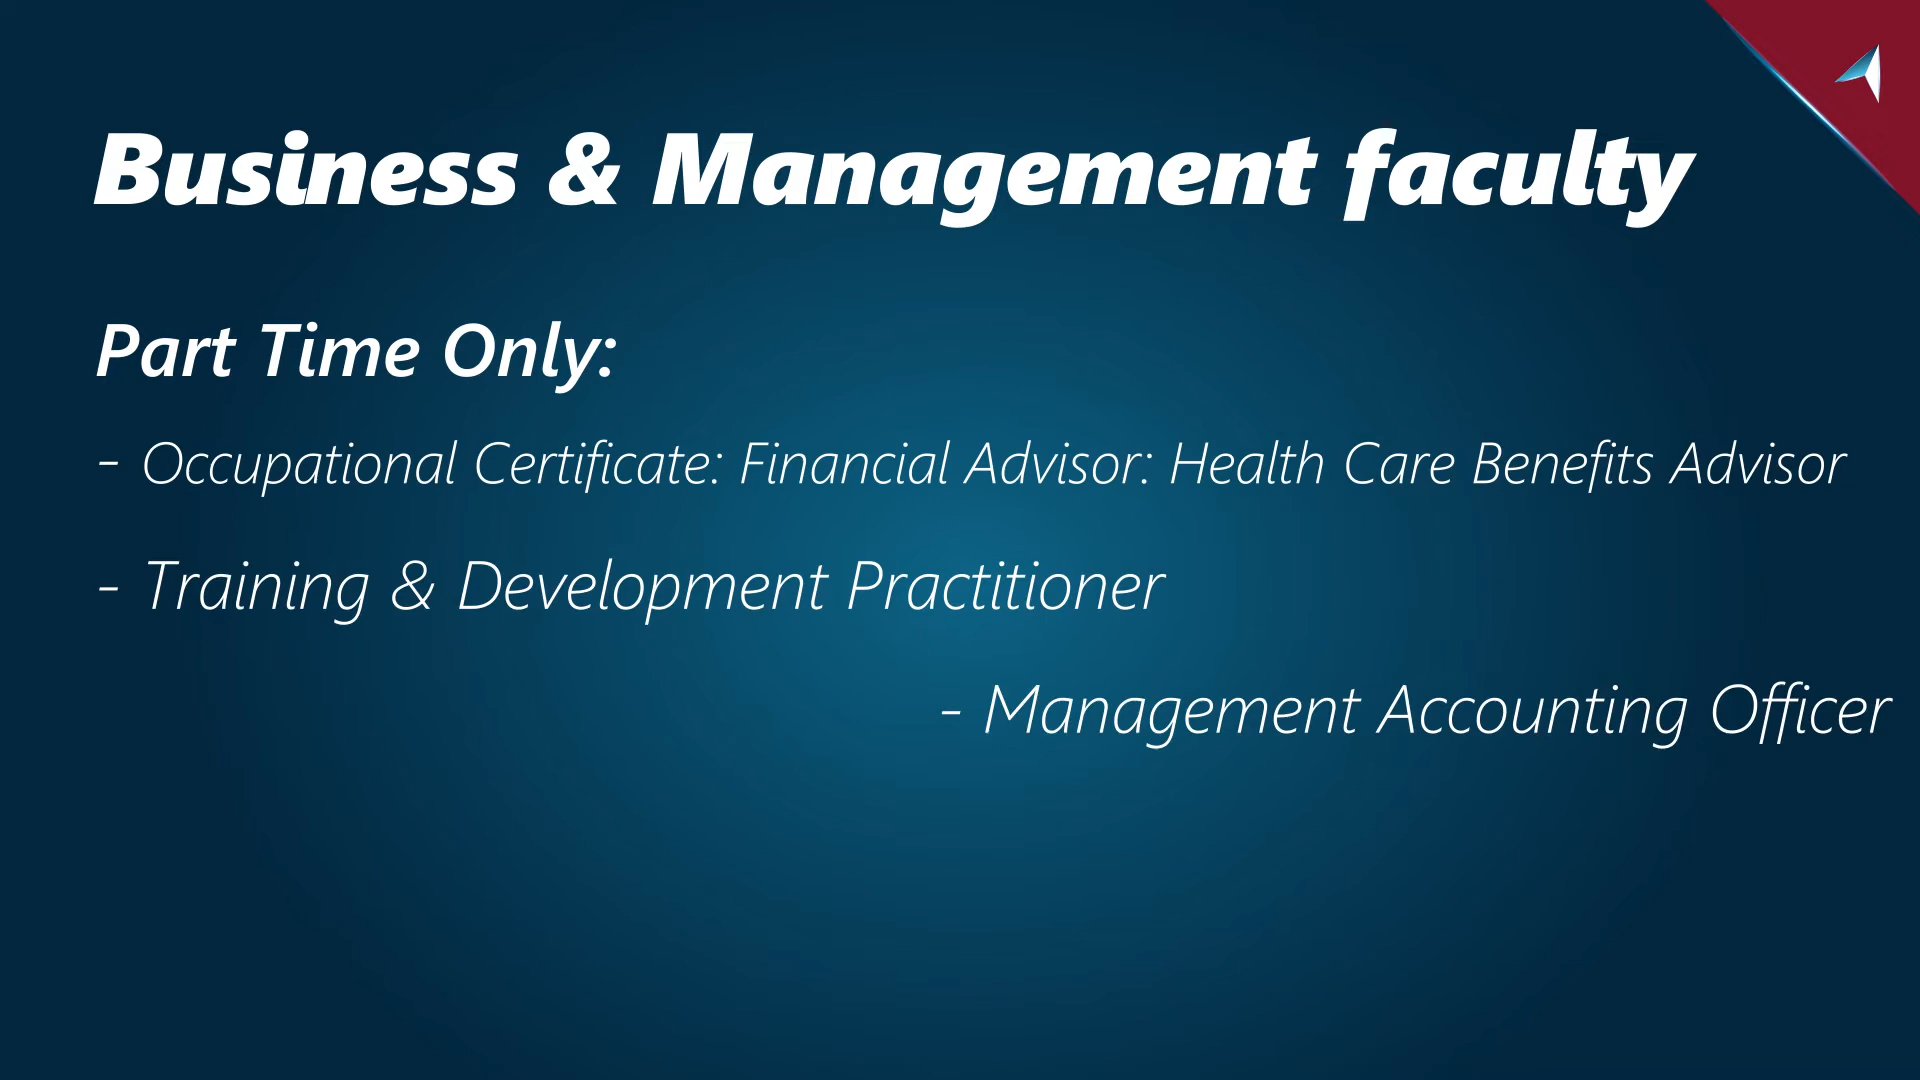 Business & Management faculty
Part Time Only:
- Occupational Certificate: Financial Advisor: Health Care Benefits Advisor
- Training & Development Practitioner
- Management Accounting Officer